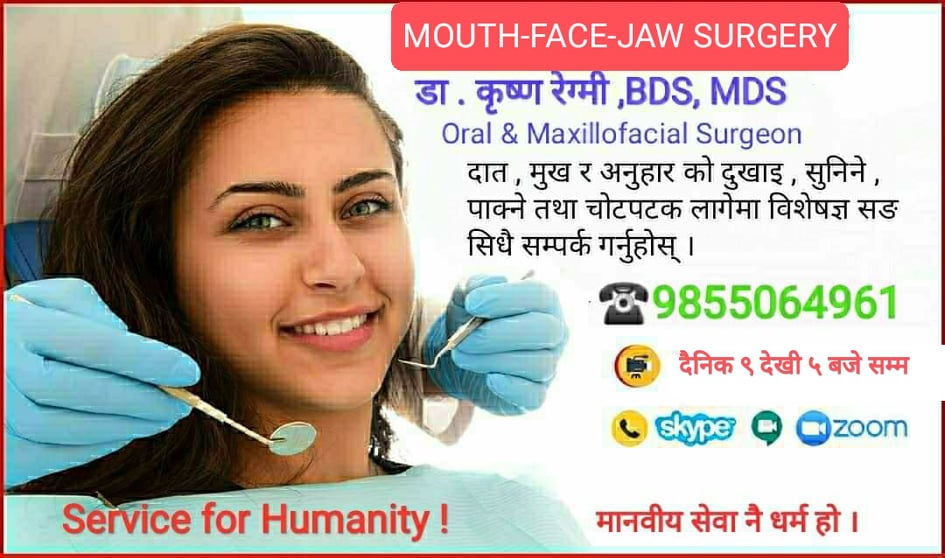 MOUTH-FACE-JAW SURGERY
डा . कृष्ण रेग्मी ,BDS, MDS
Oral & Maxillofacial Surgeon
दात , मुख र अनुहार को दुखाइ , सुनिने ,
पाक्ने तथा चोटपटक लागेमा विशेषज्ञ सङ
सिधै सम्पर्क गर्नुहोस् ।
9855064961
दैनिक ९ देखी ५ बजे सम्म
skype zoom
Service for Humanity !
मानवीय सेवा नै धर्म हो ।